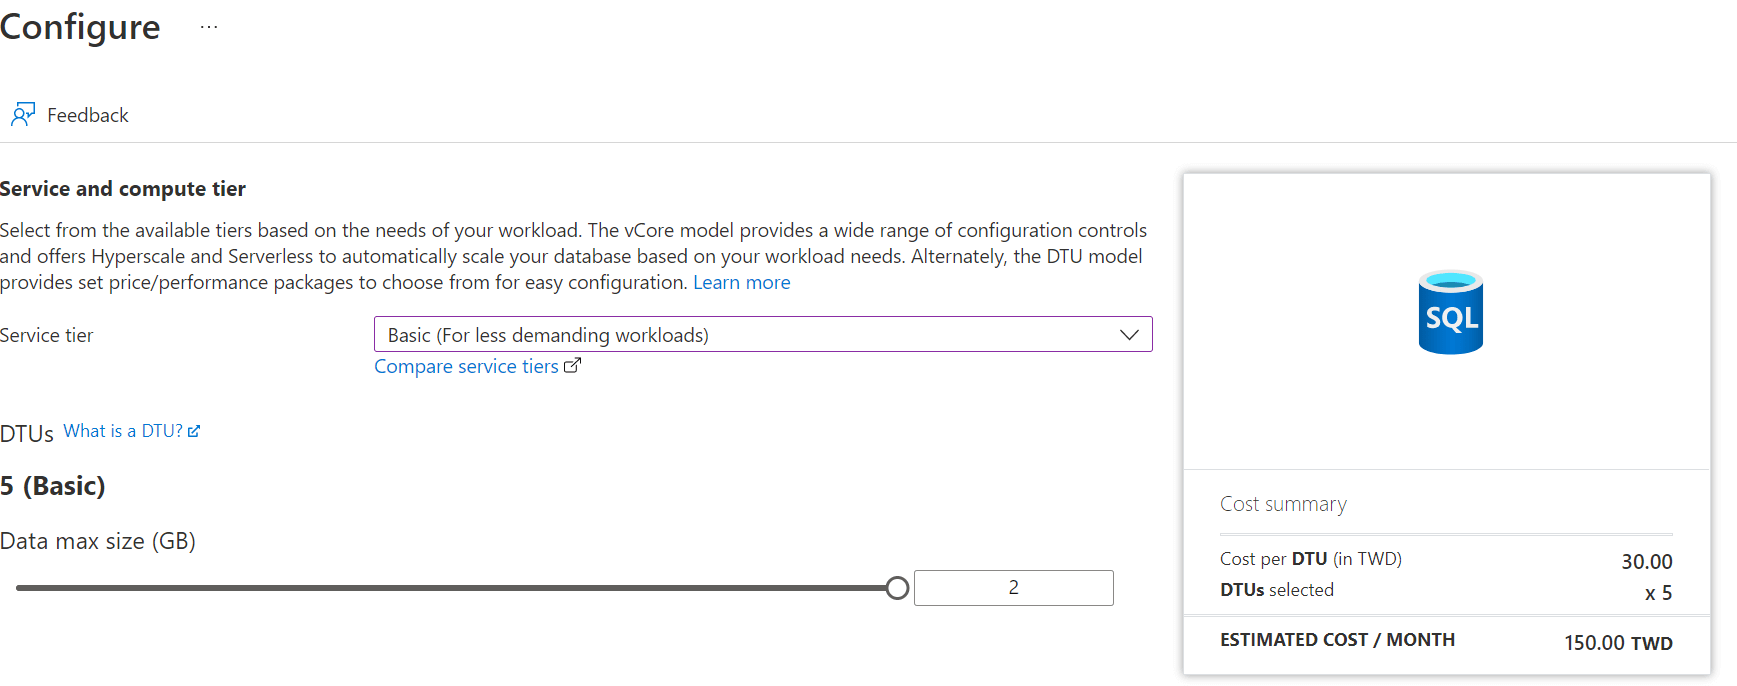 Configure ...
Feedback
Service and compute tier
Select from the available tiers based on the needs of your workload. The vCore model provides a wide range of configuration controls
and offers Hyperscale and Serverless to automatically scale your database based on your workload needs. Alternately, the DTU model
provides set price/performance packages to choose from for easy configuration. Learn more
Service tier
Basic (For less demanding workloads)
Compare service tiers
DTUs What is a DTU?
5 (Basic)
Data max size (GB)
2
SQL
Cost summary
Cost per DTU (in TWD) 30.00
DTUs selected x 5
ESTIMATED COST / MONTH 150.00 TWD